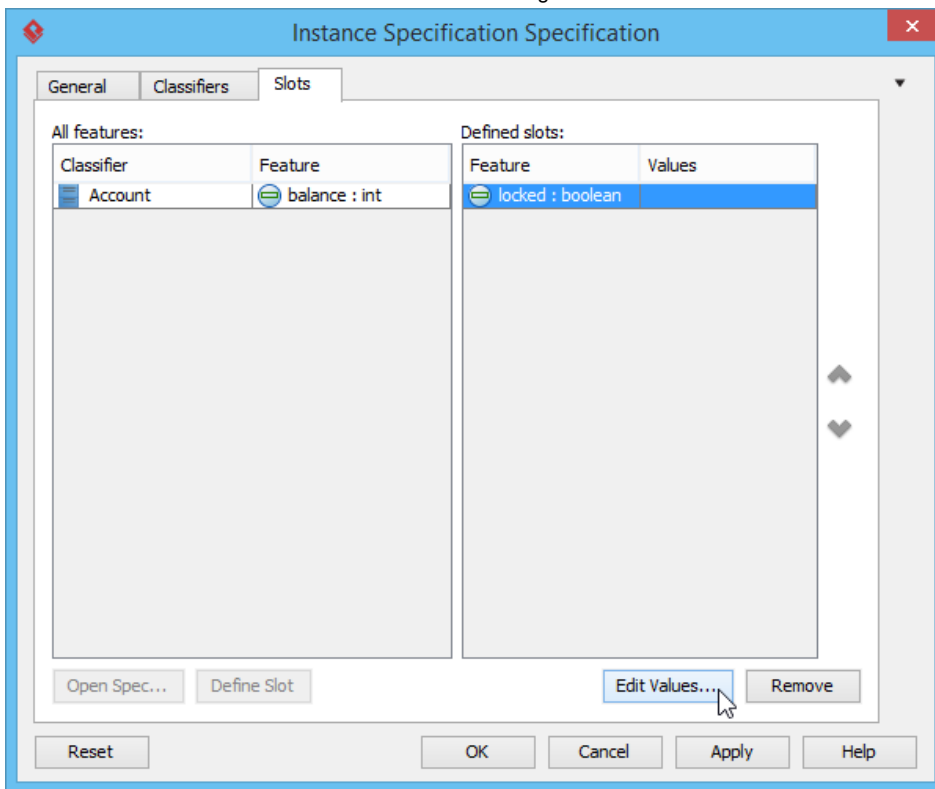 Instance Specification Specification
General Classifiers Slots
All features: Defined slots:
Classifier Feature Feature Values
Account balance : int locked : boolean
Open Spec... Define Slot Edit Values... Remove
Reset OK Cancel Apply Help